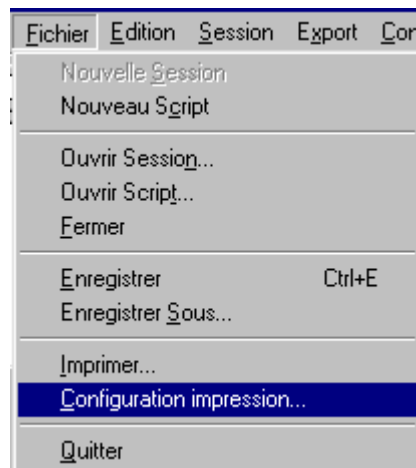 Fichier Edition Session Export Con
Nouvelle Session
Nouveau Script
Ouvrir Session...
Ouvrir Script...
Fermer
Enregistrer Ctrl+E
Enregistrer Sous...
Imprimer...
Configuration impression...
Quitter